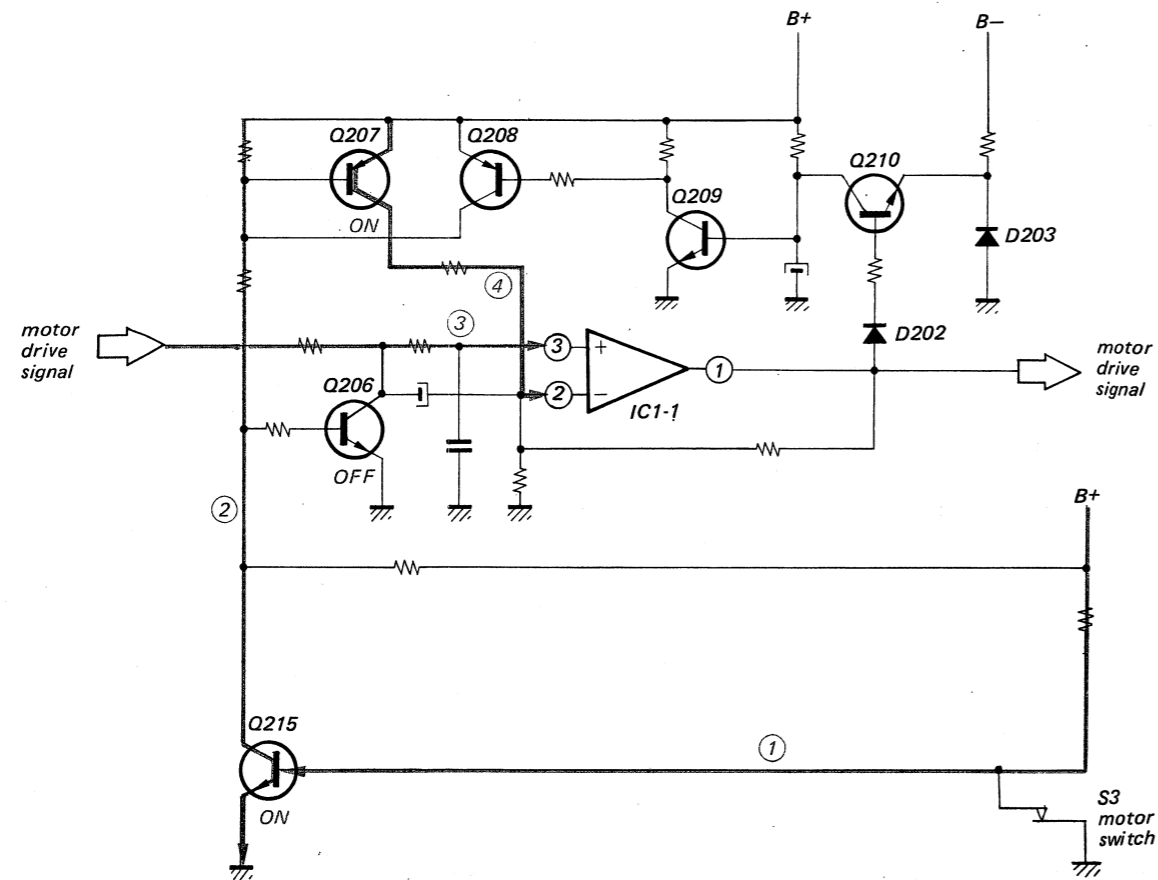 B+
B−
Q207
Q208
Q210
Q209
ON
D203
④
motor
drive
signal
③
③
+
D202
①
motor
drive
signal
Q206
②
−
IC1-1
OFF
②
B+
Q215
①
ON
S3
motor
switch